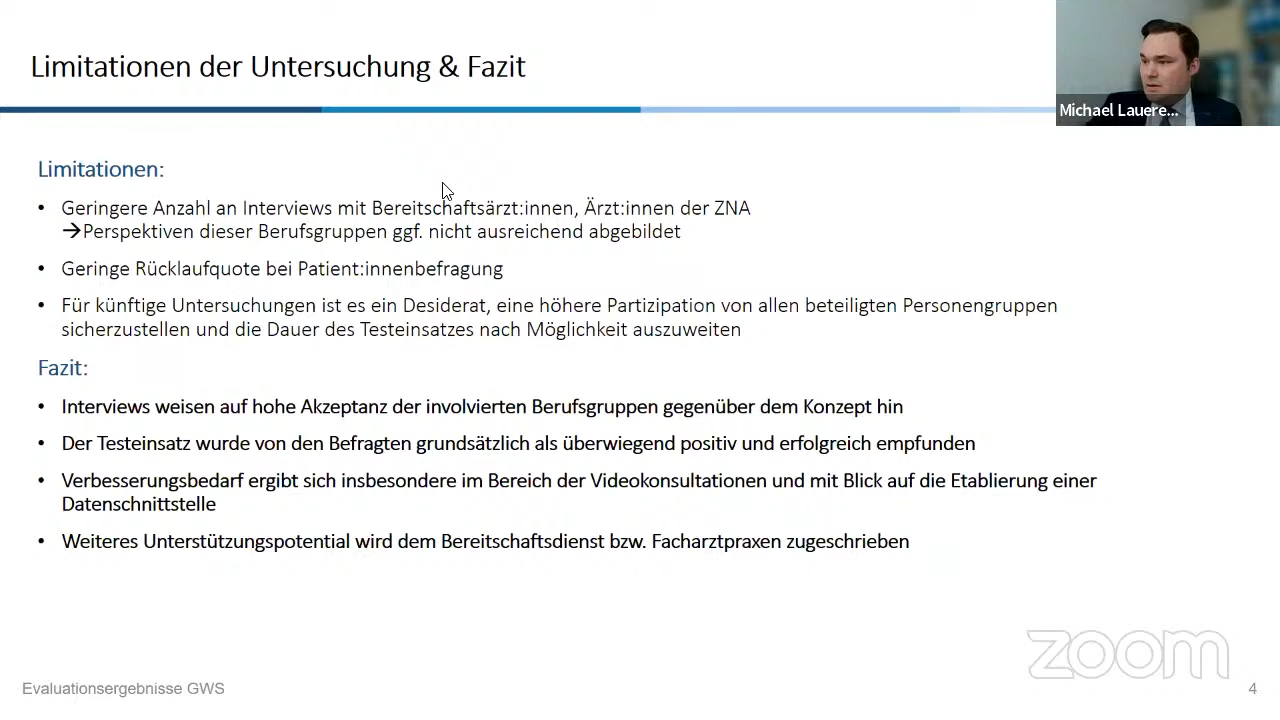 Limitationen der Untersuchung & Fazit
Michael Lauere...
Limitationen:
• Geringere Anzahl an Interviews mit Bereitschaftsärzt:innen, Ärzt:innen der ZNA
→Perspektiven dieser Berufsgruppen ggf. nicht ausreichend abgebildet
• Geringe Rücklaufquote bei Patient:innenbefragung
• Für künftige Untersuchungen ist es ein Desiderat, eine höhere Partizipation von allen beteiligten Personengruppen
sicherzustellen und die Dauer des Testeinsatzes nach Möglichkeit auszuweiten
Fazit:
• Interviews weisen auf hohe Akzeptanz der involvierten Berufsgruppen gegenüber dem Konzept hin
• Der Testeinsatz wurde von den Befragten grundsätzlich als überwiegend positiv und erfolgreich empfunden
• Verbesserungsbedarf ergibt sich insbesondere im Bereich der Videokonsultationen und mit Blick auf die Etablierung einer
Datenschnittstelle
• Weiteres Unterstützungspotential wird dem Bereitschaftsdienst bzw. Facharztpraxen zugeschrieben
zoom
Evaluationsergebnisse GWS
4